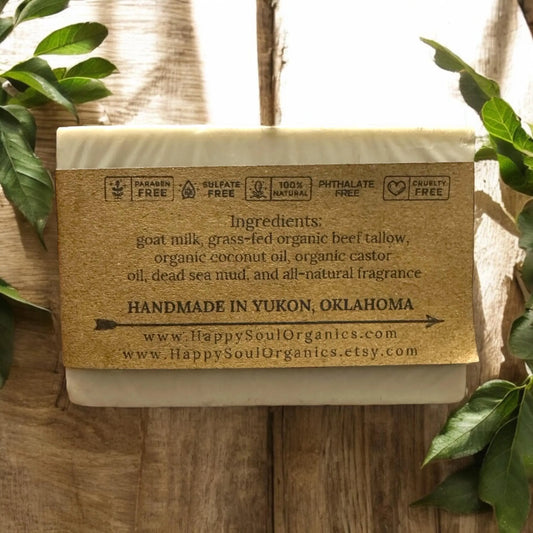 PARABEN FREE SULFATE FREE 100% NATURAL PHTHALATE FREE CRUELTY FREE
Ingredients:
goat milk, grass-fed organic beef tallow,
organic coconut oil, organic castor
oil, dead sea mud, and all-natural fragrance
HANDMADE IN YUKON, OKLAHOMA
www.HappySoulOrganics.com
www.HappySoulOrganics.etsy.com